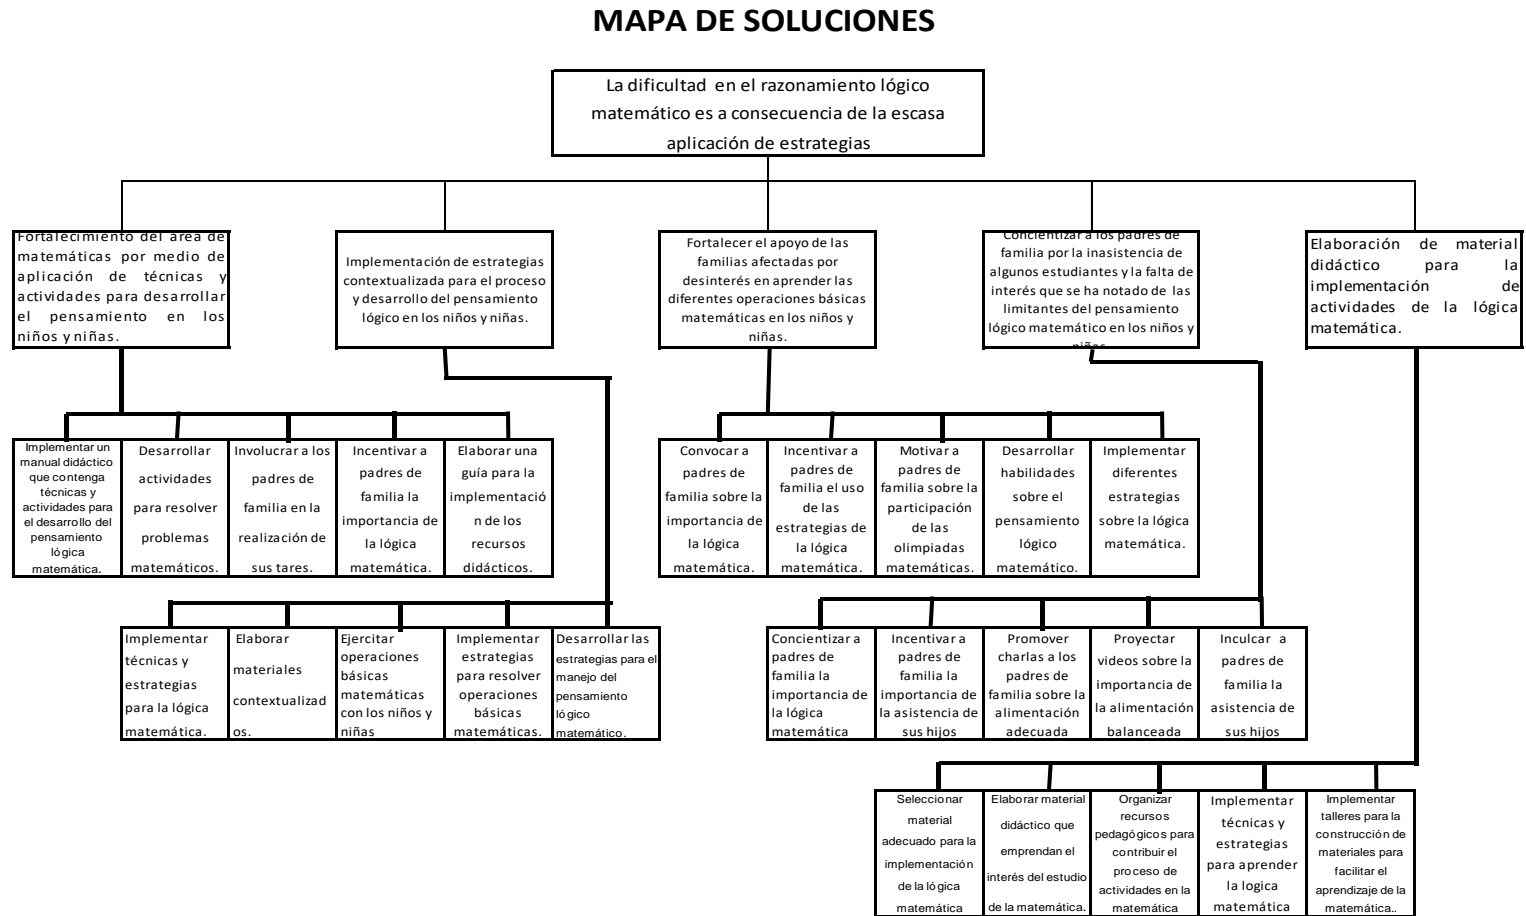 MAPA DE SOLUCIONES
La dificultad en el razonamiento lógico
matemático es a consecuencia de la escasa
aplicación de estrategias
Fortalecimiento del area de
matemáticas por medio de
aplicación de técnicas y
actividades para desarrollar
el pensamiento en los
niños y niñas.
Implementación de estrategias
contextualizada para el proceso
y desarrollo del pensamiento
lógico en los niños y niñas.
Fortalecer el apoyo de las
familias afectadas por
desinterés en aprender las
diferentes operaciones básicas
matemáticas en los niños y
niñas.
Concientizar a los padres de
familia por la inasistencia de
algunos estudiantes y la falta de
interés que se ha notado de las
limitantes del pensamiento
lógico matemático en los niños y
niñas
Elaboración de material
didáctico para la
implementación de
actividades de la lógica
matemática.
Implementar un
manual didáctico
que contenga
técnicas y
actividades para
el desarrollo del
pensamiento
lógica
matemática.
Desarrollar
actividades
para resolver
problemas
matemáticos.
Involucrar a los
padres de
familia en la
realización de
sus tares.
Incentivar a
padres de
familia la
importancia de
la lógica
matemática.
Elaborar una
guía para la
implementació
n de los
recursos
didácticos.
Convocar a
padres de
familia sobre la
importancia de
la lógica
matemática.
Incentivar a
padres de
familia el uso
de las
estrategias de
la lógica
matemática.
Motivar a
padres de
familia sobre la
participación
de las
olimpiadas
matemáticas.
Desarrollar
habilidades
sobre el
pensamiento
lógico
matemático.
Implementar
diferentes
estrategias
sobre la lógica
matemática.
Implementar
técnicas y
estrategias
para la lógica
matemática.
Elaborar
materiales
contextualizad
os.
Ejercitar
operaciones
básicas
matemáticas
con los niños y
niñas
Implementar
estrategias
para resolver
operaciones
básicas
matemáticas.
Desarrollar las
estrategias para el
manejo del
pensamiento
lógico
matemático.
Concientizar a
padres de
familia la
importancia de
la lógica
matemática
Incentivar a
padres de
familia la
importancia de
la asistencia de
sus hijos
Promover
charlas a los
padres de
familia sobre la
alimentación
adecuada
Proyectar
videos sobre la
importancia de
la alimentación
balanceada
Inculcar a
padres de
familia la
asistencia de
sus hijos
Seleccionar
material
adecuado para la
implementación
de la lógica
matemática
Elaborar material
didáctico que
emprendan el
interés del estudio
de la matemática.
Organizar
recursos
pedagógicos para
contribuir el
proceso de
actividades en la
matemática
Implementar
técnicas y
estrategias
para aprender
la logica
matemática
Implementar
talleres para la
construcción de
materiales para
facilitar el
aprendizaje de la
matemática..